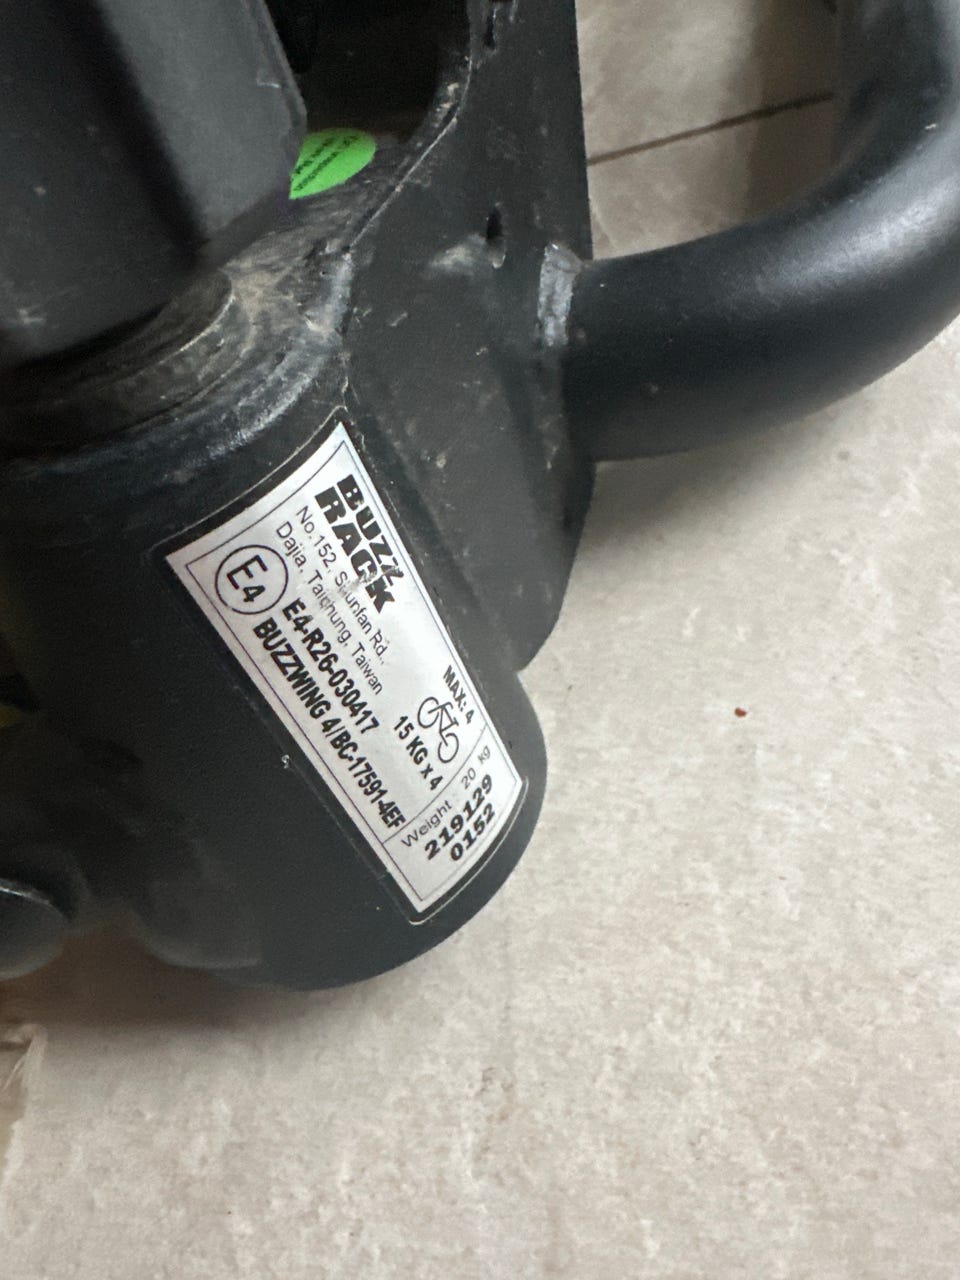 BUZZ
RACK
No.152, Shunfan Rd.,
Dajia, Taichung, Taiwan
E4
E4-R26-030417
BUZZWING 4/BC-17591-4EF
MAX: 4
15 KG x 4
Weight 20 kg
219129
0152